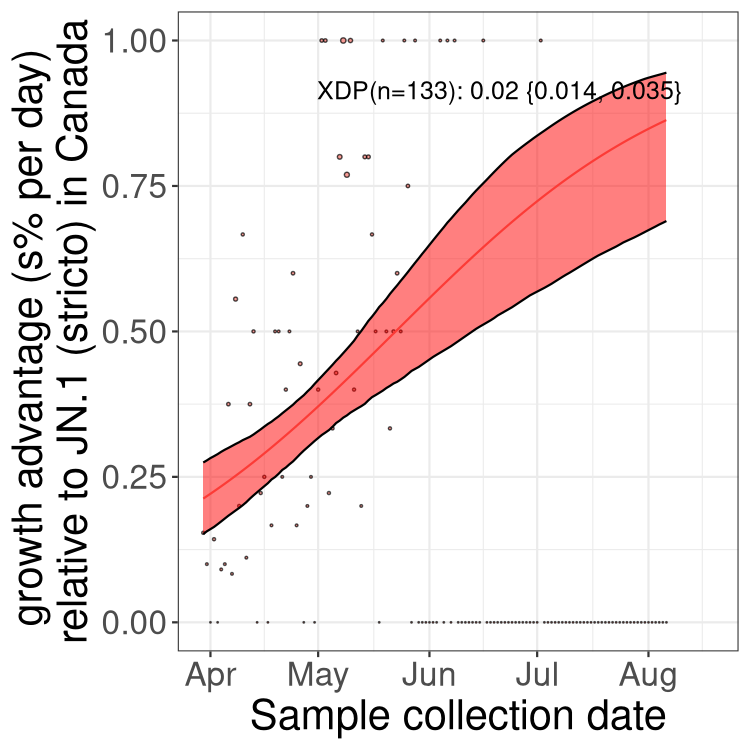 growth advantage (s% per day)
relative to JN.1 (stricto) in Canada
1.00
XDP(n=133): 0.02 {0.014, 0.035}
0.75
0.50
0.25
0.00
Apr May Jun Jul Aug
Sample collection date